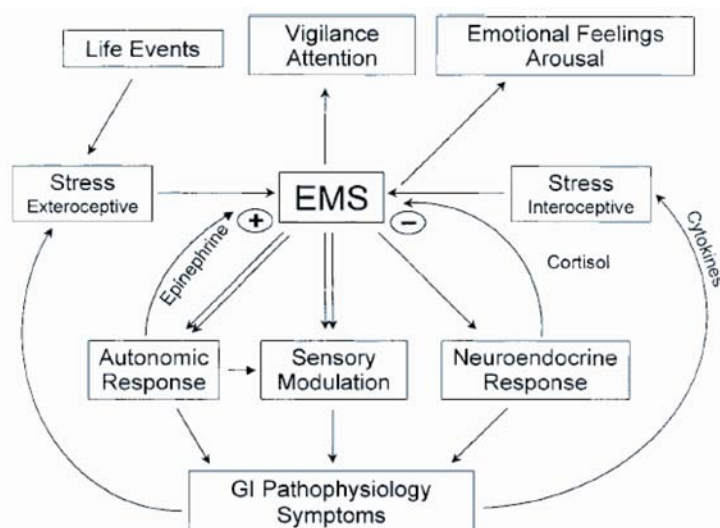 Life Events
Vigilance
Attention
Emotional Feelings
Arousal
Stress
Exteroceptive
EMS
Stress
Interoceptive
+
−
Epinephrine
Cortisol
Cytokines
Autonomic
Response
Sensory
Modulation
Neuroendocrine
Response
GI Pathophysiology
Symptoms